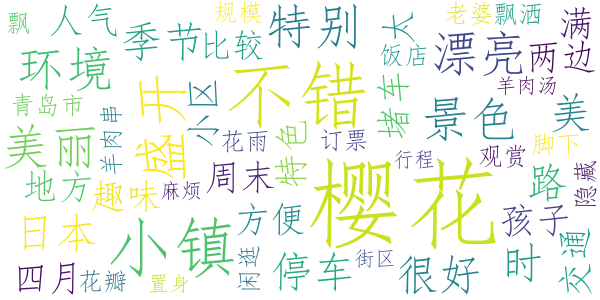 飘
人气
规模
特别
太
老婆
飘洒
满
季节
比较
饭店
漂亮
两边
环境
不错
羊肉汤
青岛市
开
区
堵车
景色
美
羊肉串
美丽
盛
小
花雨
特色
订票
观赏
脚下
行程
地方
趣味
麻烦
周末
樱花
路
隐藏
日本
小镇
方便
孩子
交通
四月
花瓣
置身
闲逛
停车
街区
很好
时